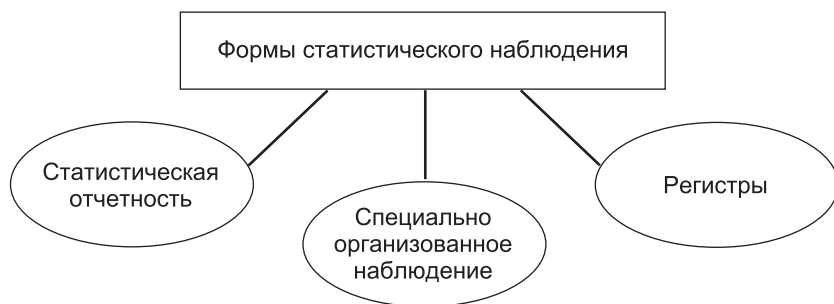 Формы статистического наблюдения
Статистическая
отчетность
Специально
организованное
наблюдение
Регистры